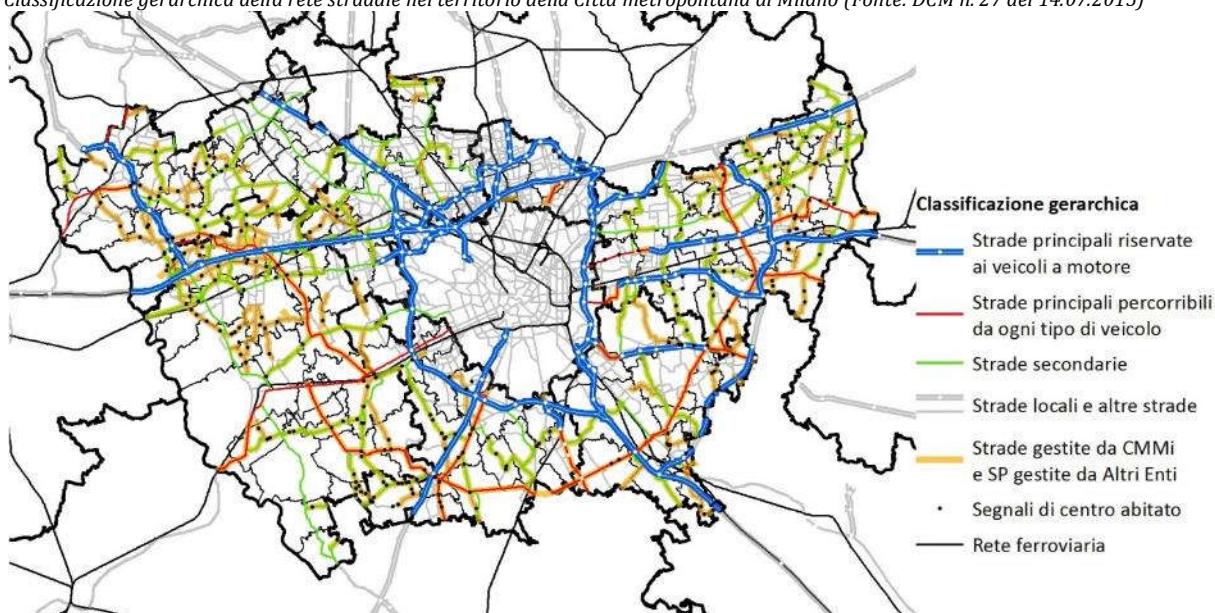 Classificazione gerarchica della rete stradale nel territorio della Città metropolitana di Milano (Fonte: DCM n. 27 del 14.07.2015)
Classificazione gerarchica
Strade principali riservate
ai veicoli a motore
Strade principali percorribili
da ogni tipo di veicolo
Strade secondarie
Strade locali e altre strade
Strade gestite da CMMi
e SP gestite da Altri Enti
Segnali di centro abitato
Rete ferroviaria